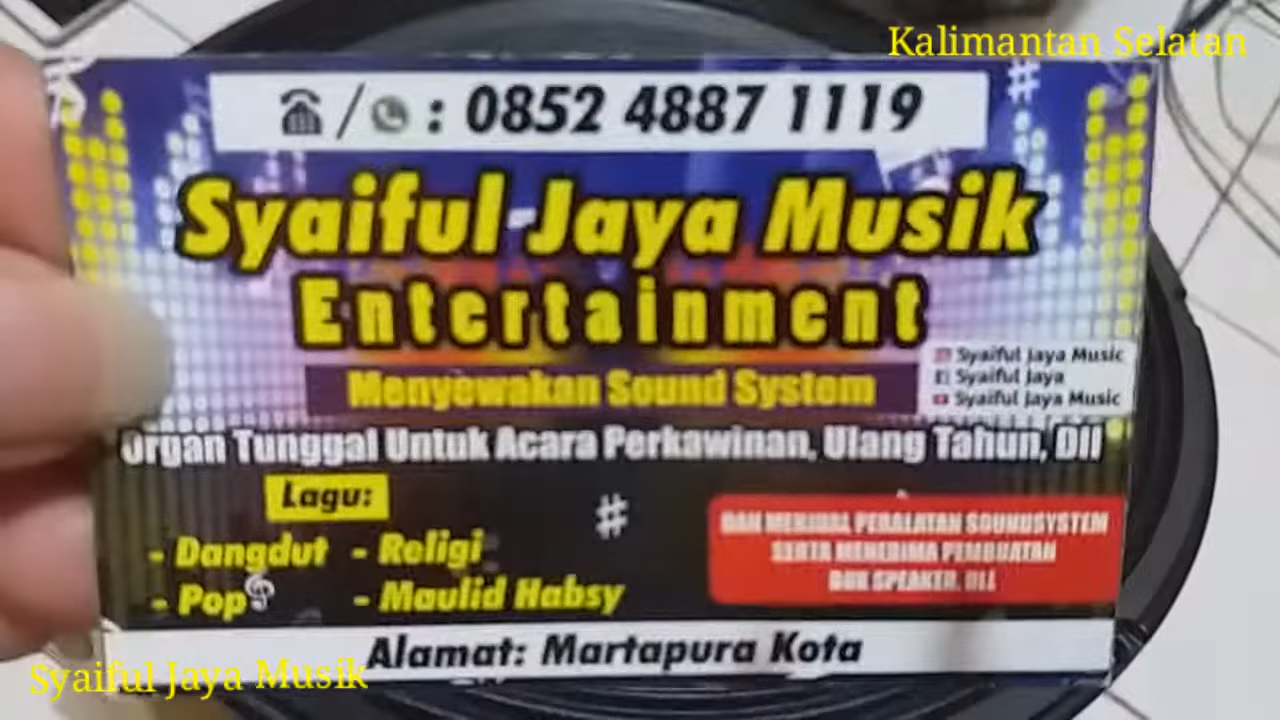 Kalimantan Selatan
: 0852 4887 1119
Syaiful Jaya Musik
Entertainment
Menyewakan Sound System
Syaiful Jaya Music
Syaiful Jaya
Syaiful Jaya Music
Organ Tunggal Untuk Acara Perkawinan, Ulang Tahun, Dll
Lagu:
- Dangdut - Religi
- Pop - Maulid Habsy
DAN MENJUAL PERALATAN SOUNDSYSTEM
SERTA MENERIMA PEMBUATAN
BOX SPEAKER. DLL
Alamat: Martapura Kota
Syaiful Jaya Musik